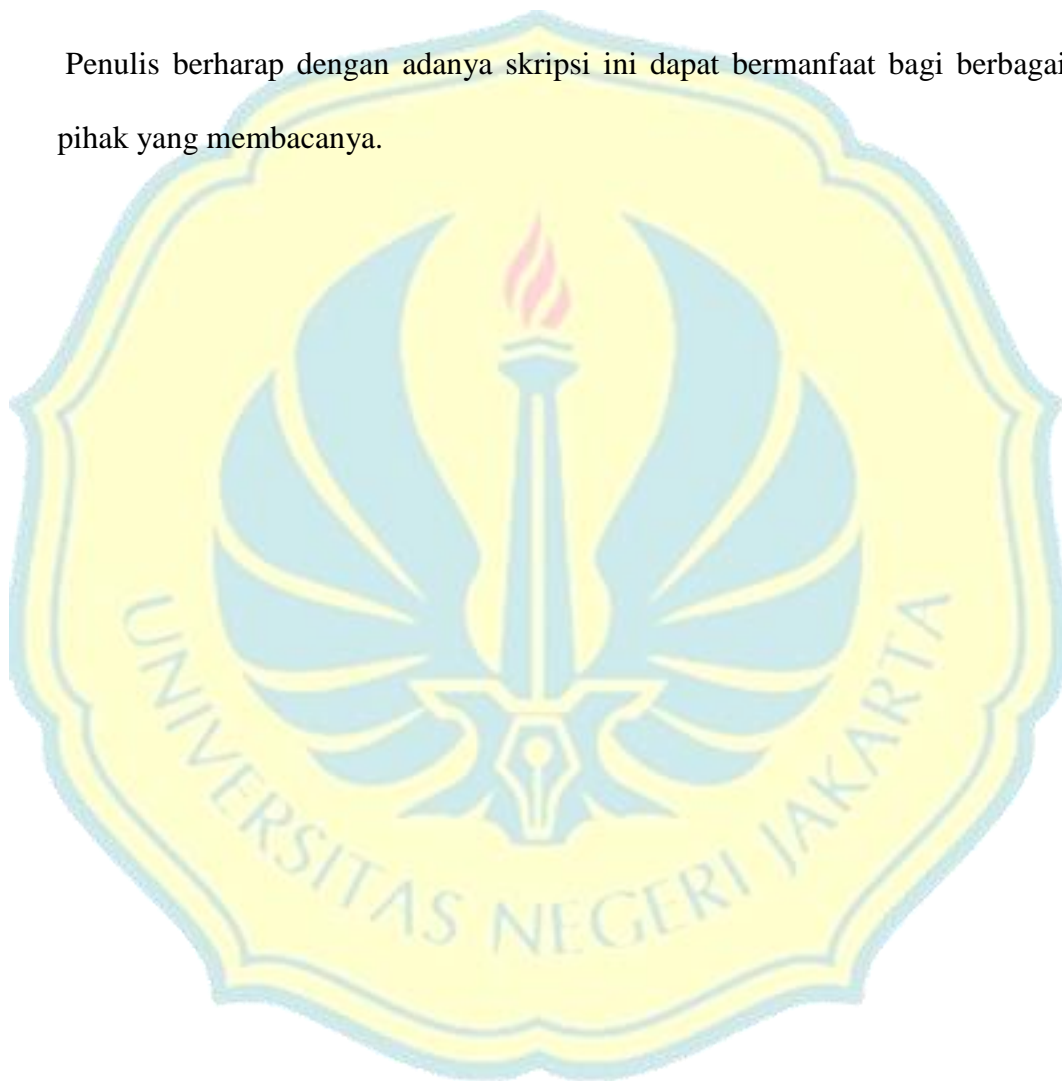 Penulis berharap dengan adanya skripsi ini dapat bermanfaat bagi berbagai
pihak yang membacanya.
UNIVERSITAS NEGERI JAKARTA